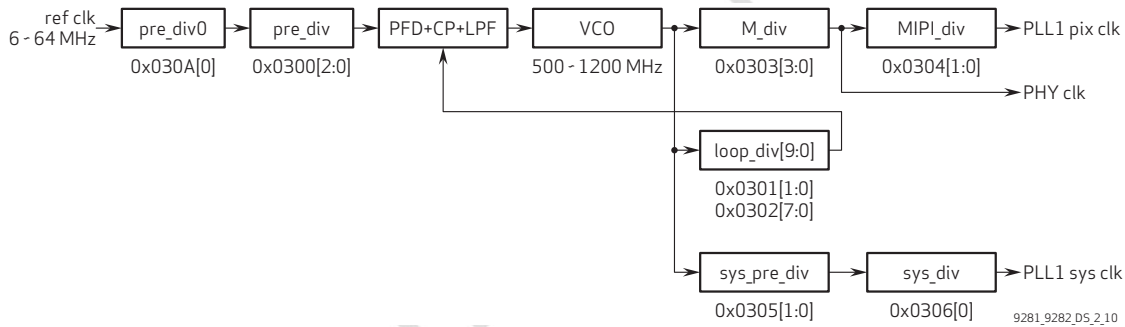 ref clk
6 - 64 MHz
pre_div0
0x030A[0]
pre_div
0x0300[2:0]
PFD+CP+LPF
VCO
500 - 1200 MHz
M_div
0x0303[3:0]
MIPI_div
0x0304[1:0]
PLL1 pix clk
PHY clk
loop_div[9:0]
0x0301[1:0]
0x0302[7:0]
sys_pre_div
0x0305[1:0]
sys_div
0x0306[0]
PLL1 sys clk
9281_9282_DS_2_10